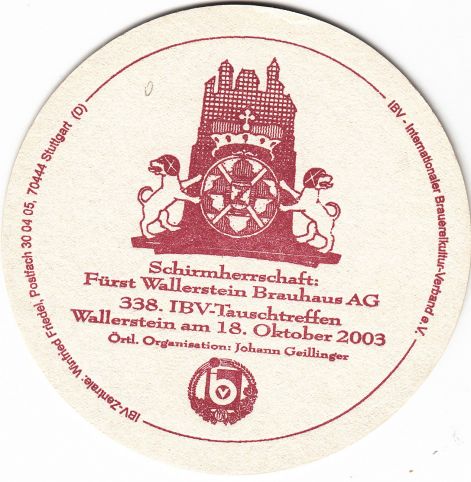 IBV - Internationaler Brauereikultur-Verband e.V.
IBV-Zentrale: Winfried Friedel, Postfach 30 04 05, 70444 Stuttgart (D)
Schirmherrschaft:
Fürst Wallerstein Brauhaus AG
338. IBV-Tauschtreffen
Wallerstein am 18. Oktober 2003
Örtl. Organisation: Johann Geillinger
ibv